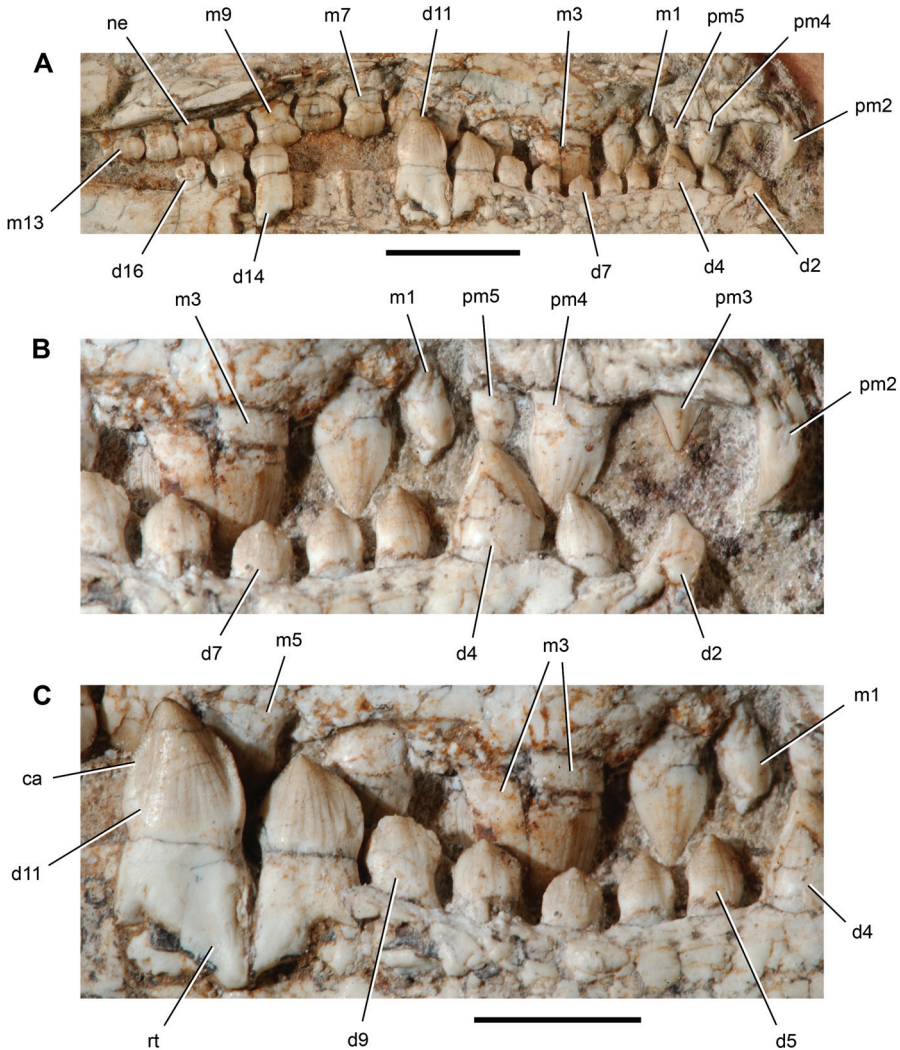 ne m9 m7 d11 m3 m1 pm5 pm4
A
pm2
m13
d16 d14 d7 d4 d2
m3 m1 pm5 pm4 pm3
B
pm2
d7 m5 d4 m3 d2
C
m1
ca
d11
d4
rt d9 d5